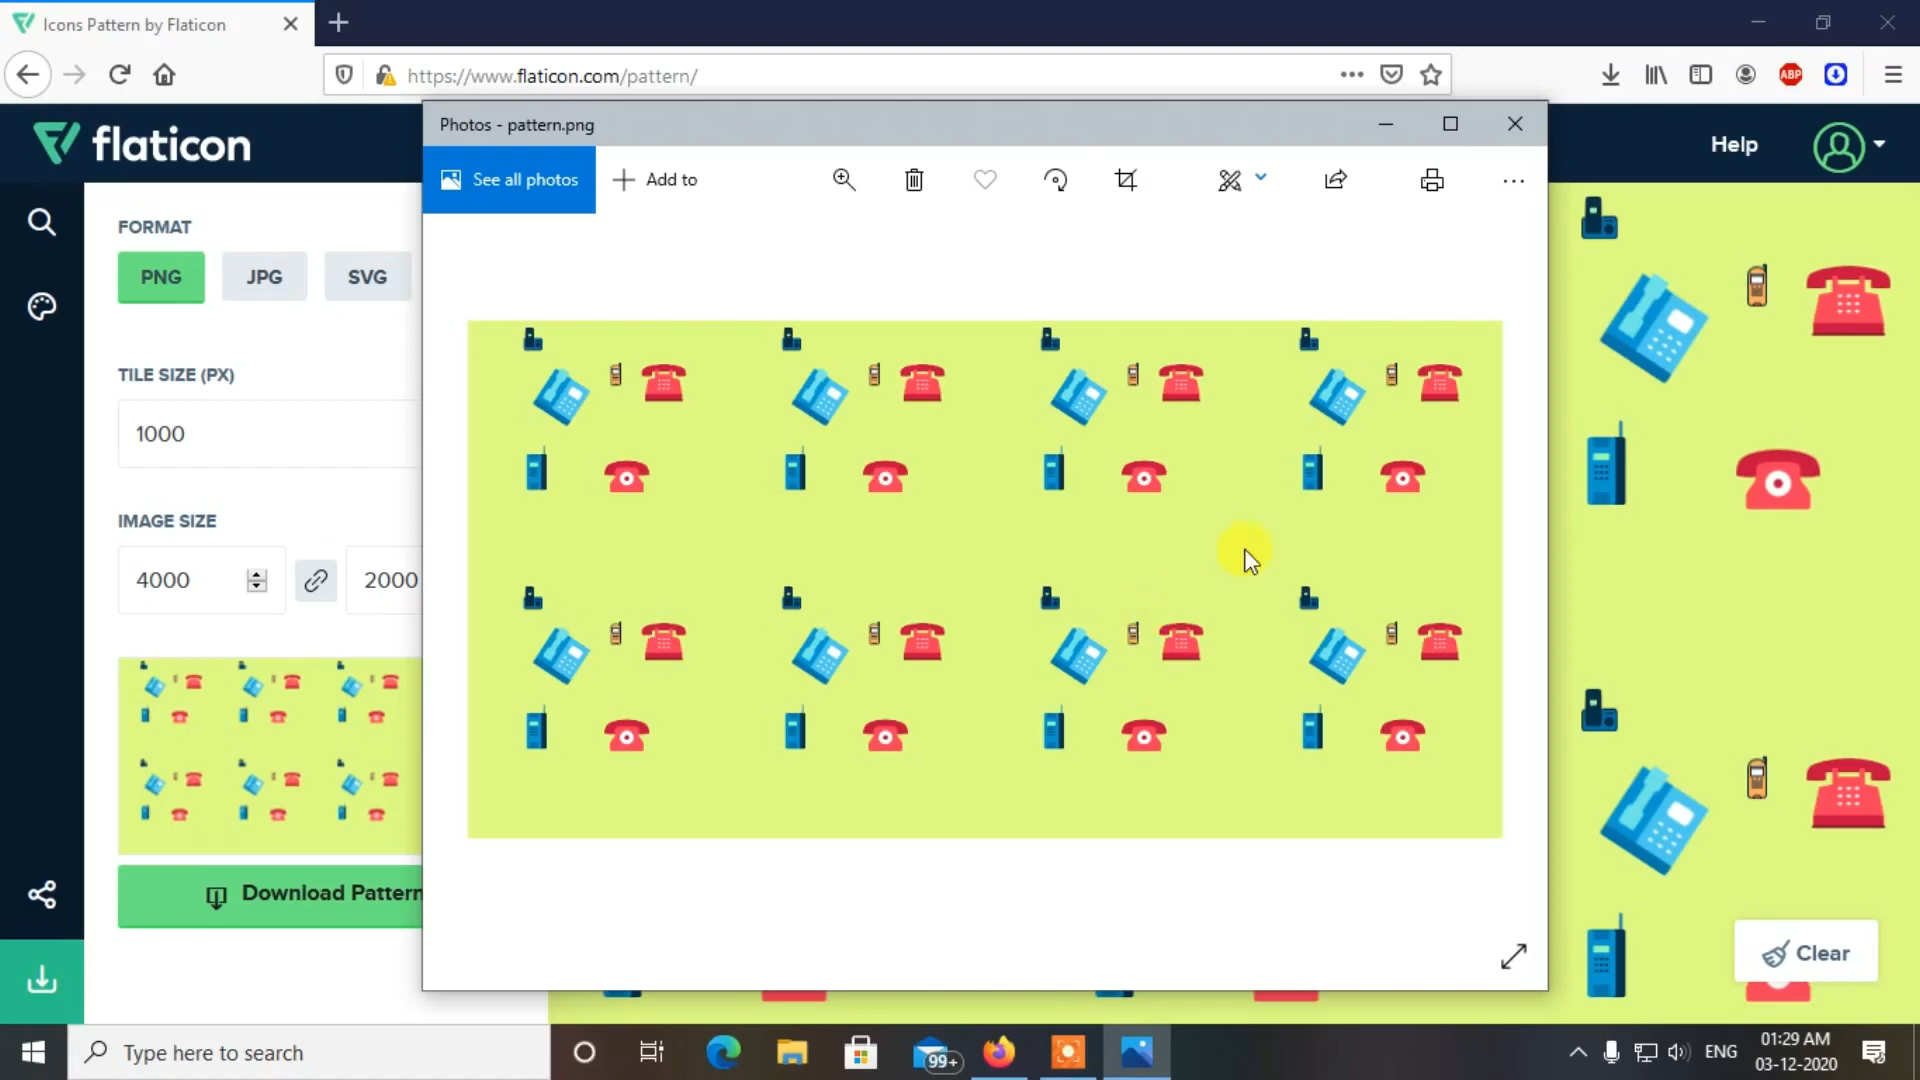 Icons Pattern by Flaticon
https://www.flaticon.com/pattern/
ABP
flaticon
Help
Photos - pattern.png
See all photos
Add to
FORMAT
PNG JPG SVG
TILE SIZE (PX)
1000
IMAGE SIZE
4000 2000
Download Pattern
Clear
Type here to search
99+
ENG
01:29 AM
03-12-2020